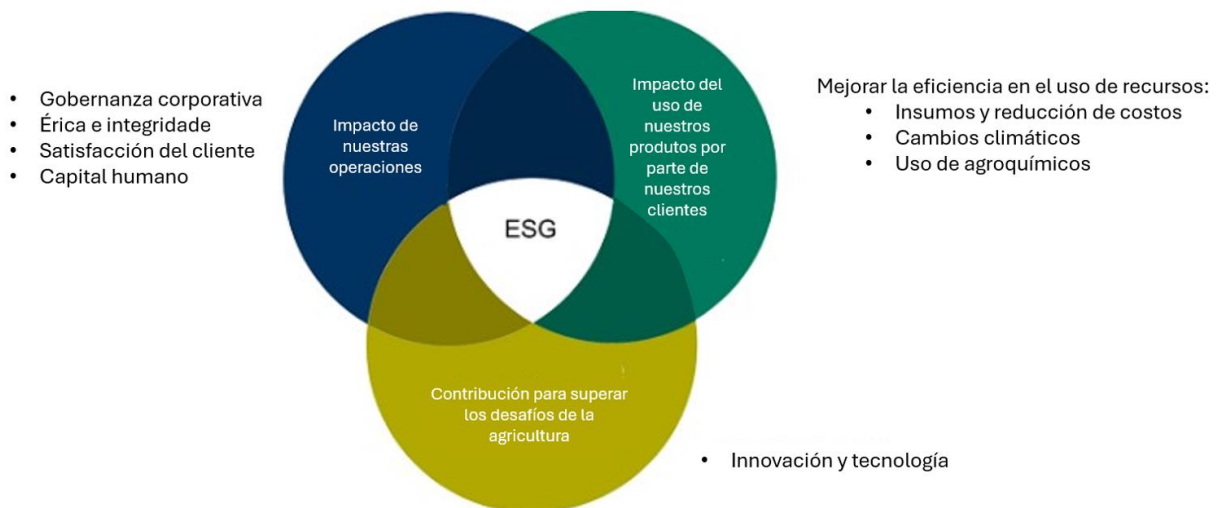 • Gobernanza corporativa
• Érica e integridade
• Satisfacción del cliente
• Capital humano
Impacto de
nuestras
operaciones
Impacto del
uso de
nuestros
produtos por
parte de
nuestros
clientes
ESG
Contribución para superar
los desafíos de la
agricultura
Mejorar la eficiencia en el uso de recursos:
• Insumos y reducción de costos
• Cambios climáticos
• Uso de agroquímicos
• Innovación y tecnología